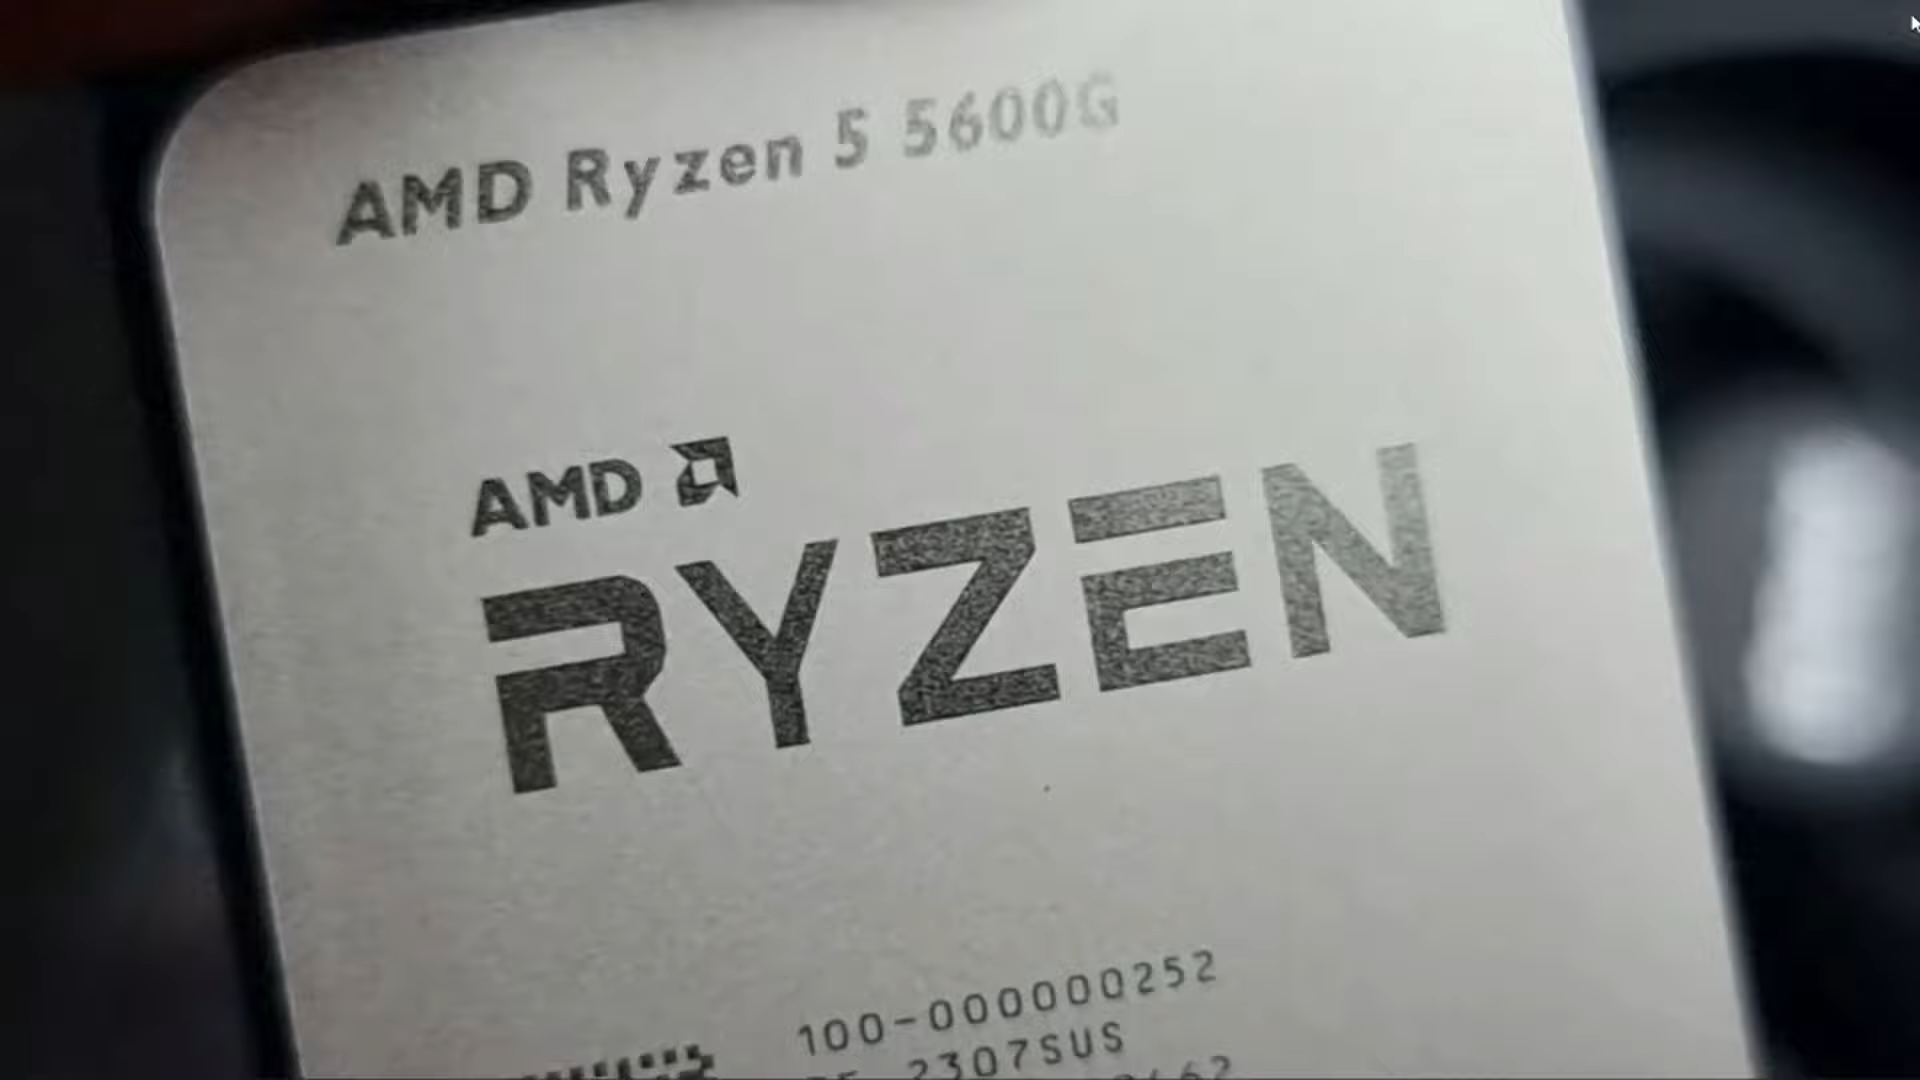 AMD Ryzen 5 5600G
AMD
RYZEN
100-000000252
2307SUS